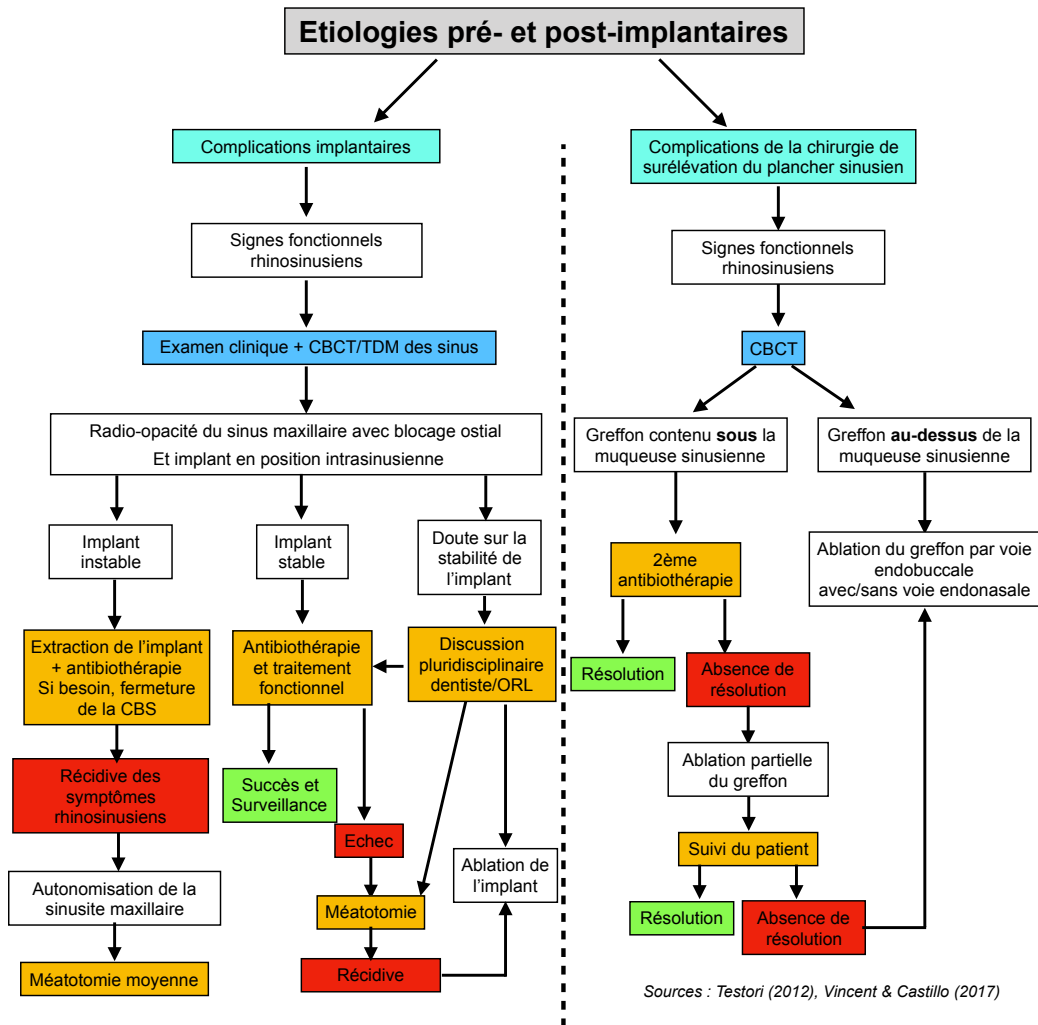 Etiologies pré- et post-implantaires
Complications implantaires
Signes fonctionnels
rhinosinusiens
Examen clinique + CBCT/TDM des sinus
Radio-opacité du sinus maxillaire avec blocage ostial
Et implant en position intrasinusienne
Implant
instable
Implant
stable
Doute sur la
stabilité de
l'implant
Extraction de l'implant
+ antibiothérapie
Si besoin, fermeture
de la CBS
Antibiothérapie
et traitement
fonctionnel
Discussion
pluridisciplinaire
dentiste/ORL
Récidive des
symptômes
rhinosinusiens
Succès et
Surveillance
Echec
Ablation de
l'implant
Autonomisation de la
sinusite maxillaire
Méatotomie
Méatotomie moyenne
Récidive
Complications de la chirurgie de
surélévation du plancher sinusien
Signes fonctionnels
rhinosinusiens
CBCT
Greffon contenu sous la
muqueuse sinusienne
Greffon au-dessus de la
muqueuse sinusienne
2ème
antibiothérapie
Ablation du greffon par voie
endobuccale
avec/sans voie endonasale
Résolution
Absence de
résolution
Ablation partielle
du greffon
Suivi du patient
Résolution
Absence de
résolution
Sources : Testori (2012), Vincent & Castillo (2017)